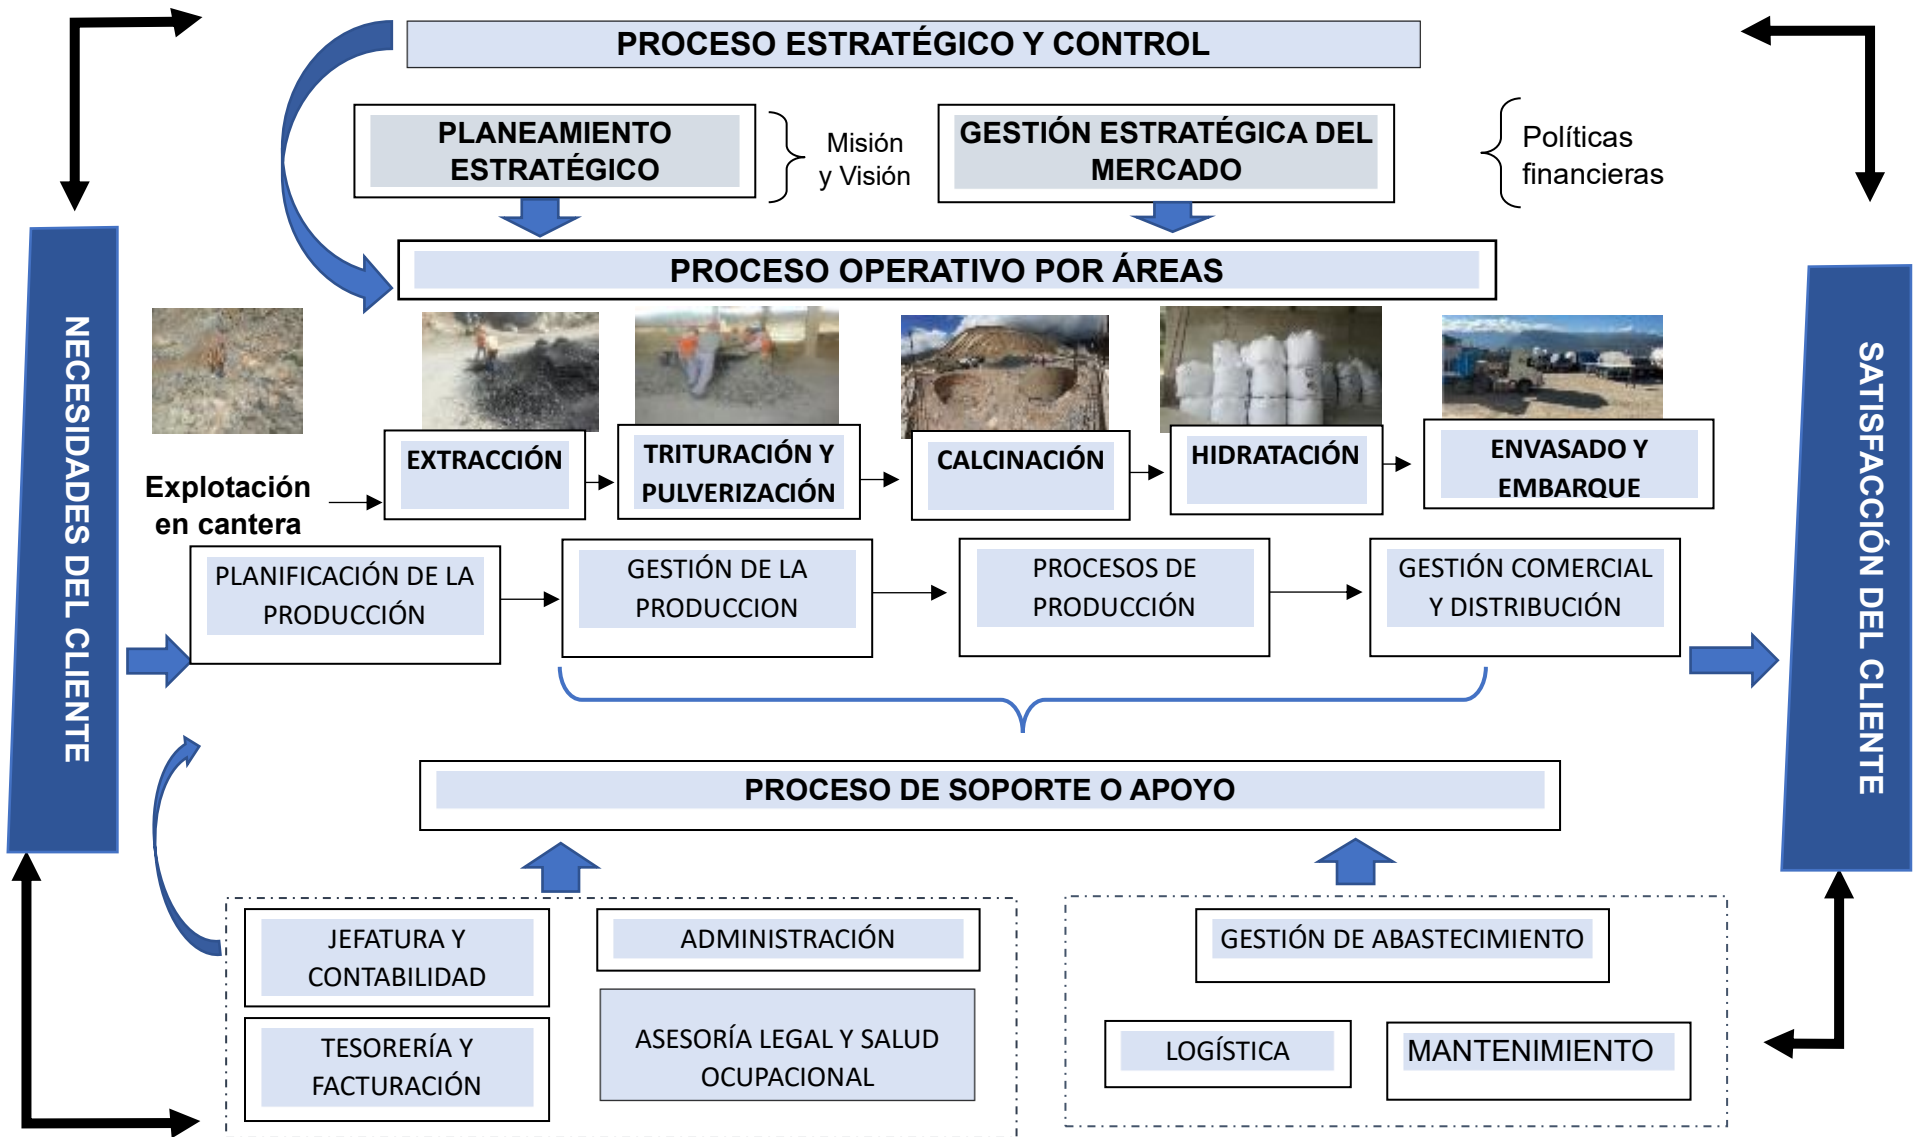 PROCESO ESTRATÉGICO Y CONTROL
PLANEAMIENTO
ESTRATÉGICO
Misión
y Visión
GESTIÓN ESTRATÉGICA DEL
MERCADO
Políticas
financieras
PROCESO OPERATIVO POR ÁREAS
NECESIDADES DEL CLIENTE
Explotación
en cantera
EXTRACCIÓN
TRITURACIÓN Y
PULVERIZACIÓN
CALCINACIÓN
HIDRATACIÓN
ENVASADO Y
EMBARQUE
SATISFACCIÓN DEL CLIENTE
PLANIFICACIÓN DE LA
PRODUCCIÓN
GESTIÓN DE LA
PRODUCCION
PROCESOS DE
PRODUCCIÓN
GESTIÓN COMERCIAL
Y DISTRIBUCIÓN
PROCESO DE SOPORTE O APOYO
JEFATURA Y
CONTABILIDAD
ADMINISTRACIÓN
TESORERÍA Y
FACTURACIÓN
ASESORÍA LEGAL Y SALUD
OCUPACIONAL
GESTIÓN DE ABASTECIMIENTO
LOGÍSTICA
MANTENIMIENTO